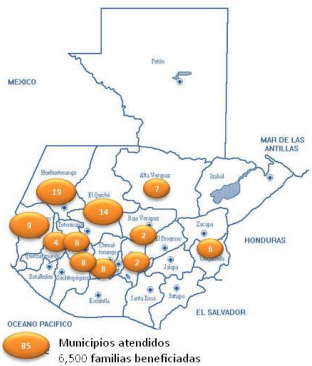 Petén
MEXICO
MAR DE LAS
ANTILLAS
Huehuetenango
Alta Verapaz
Izabal
19
7
El Quiché
14
9
Baja Verapaz
Zacapa
4
6
2
El Progreso
6
HONDURAS
8
8
2
Jalapa
Escuintla
Santa Rosa
Jutiapa
EL SALVADOR
OCEANO PACIFICO
85
Municipios atendidos
6,500 familias beneficiadas